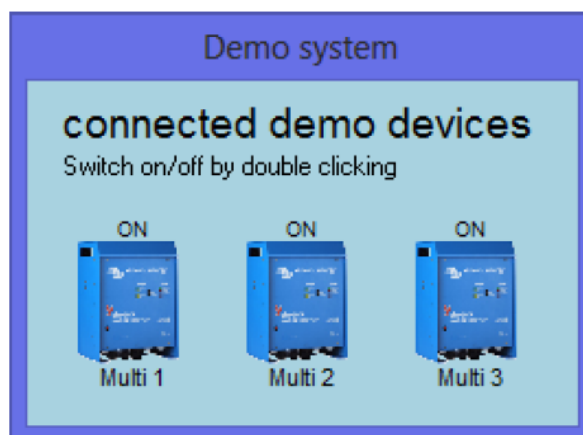 Demo system
connected demo devices
Switch on/off by double clicking
ON ON ON
Multi 1 Multi 2 Multi 3